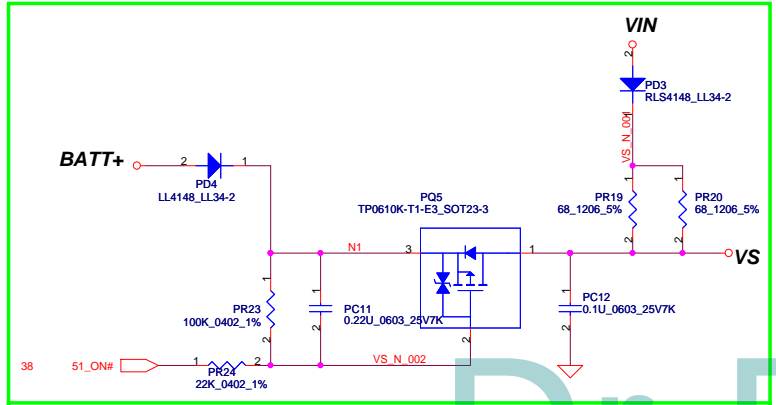 VIN
2
PD3
RLS4148_LL34-2
1
VS_N_001
BATT+
2
1
PD4
LL4148_LL34-2
PQ5
TP0610K-T1-E3_SOT23-3
1
1
PR19
68_1206_5%
PR20
68_1206_5%
2
2
N1
3
1
VS
1
PR23
100K_0402_1%
2
1
PC11
0.22U_0603_25V7K
2
1
PC12
0.1U_0603_25V7K
2
2
38
51_ON#
1
2
PR24
22K_0402_1%
VS_N_002